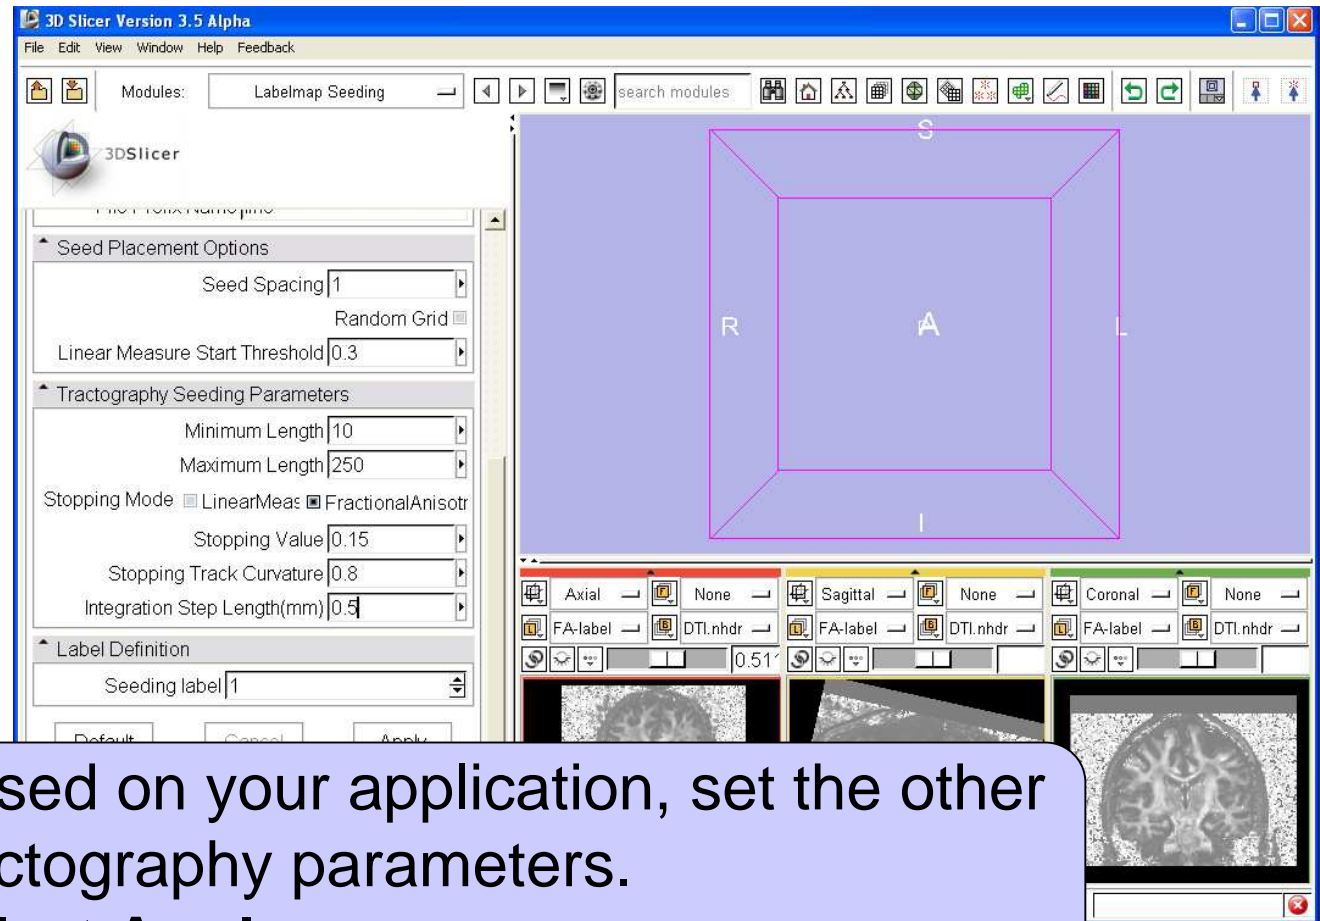 3D Slicer Version 3.5 Alpha
File Edit View Window Help Feedback
Modules: Labelmap Seeding search modules
3DSlicer
Seed Placement Options
Seed Spacing 1
Random Grid
Linear Measure Start Threshold 0.3
Tractography Seeding Parameters
Minimum Length 10
Maximum Length 250
Stopping Mode LinearMeas FractionalAnisotr
Stopping Value 0.15
Stopping Track Curvature 0.8
Integration Step Length(mm) 0.5
Label Definition
Seeding label 1
Default Cancel Apply
S
R A L
I
Axial None Sagittal None Coronal None
FA-label DTI.nhdr FA-label DTI.nhdr FA-label DTI.nhdr
0.51
sed on your application, set the other
ctography parameters.